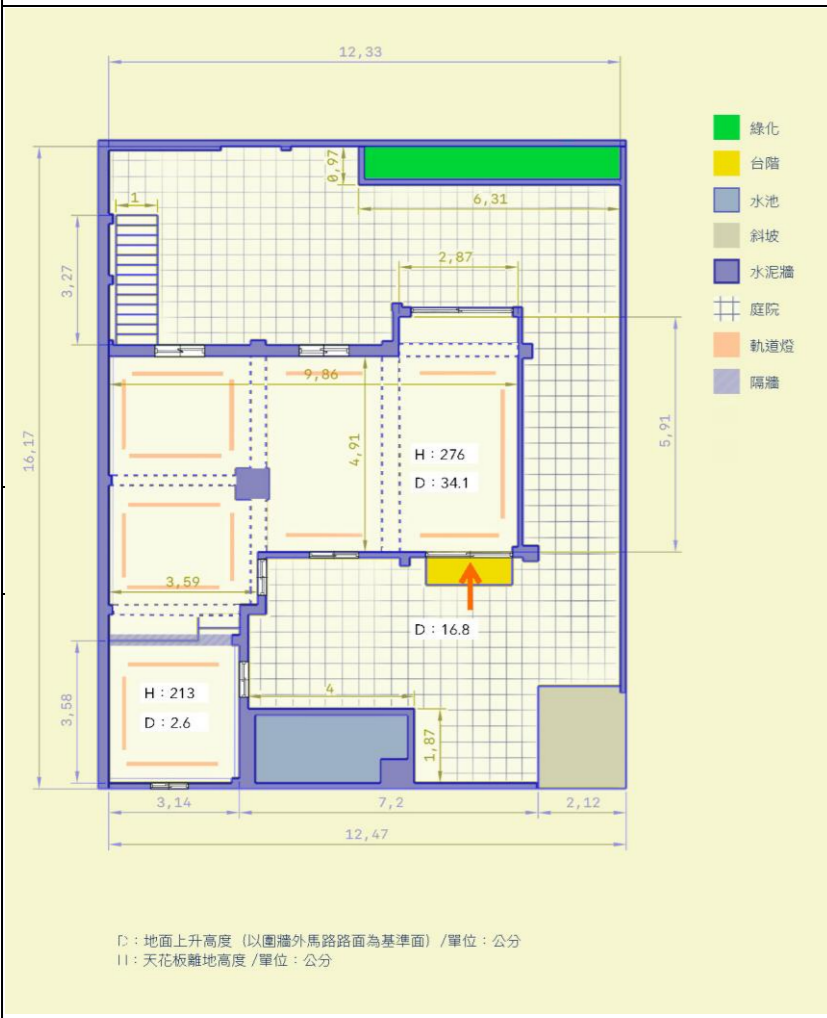 12,33
綠化
台階
水池
斜坡
水泥牆
庭院
軌道燈
隔牆
0,97
6,31
1
3,27
2,87
9,86
16,17
4,91
5,91
H：276
D：34.1
3,59
D：16.8
H：213
D：2.6
3,58
4
1,87
3,14
7,2
2,12
12,47
D：地面上升高度（以圍牆外馬路路面為基準面）/單位：公分
H：天花板離地高度 /單位：公分